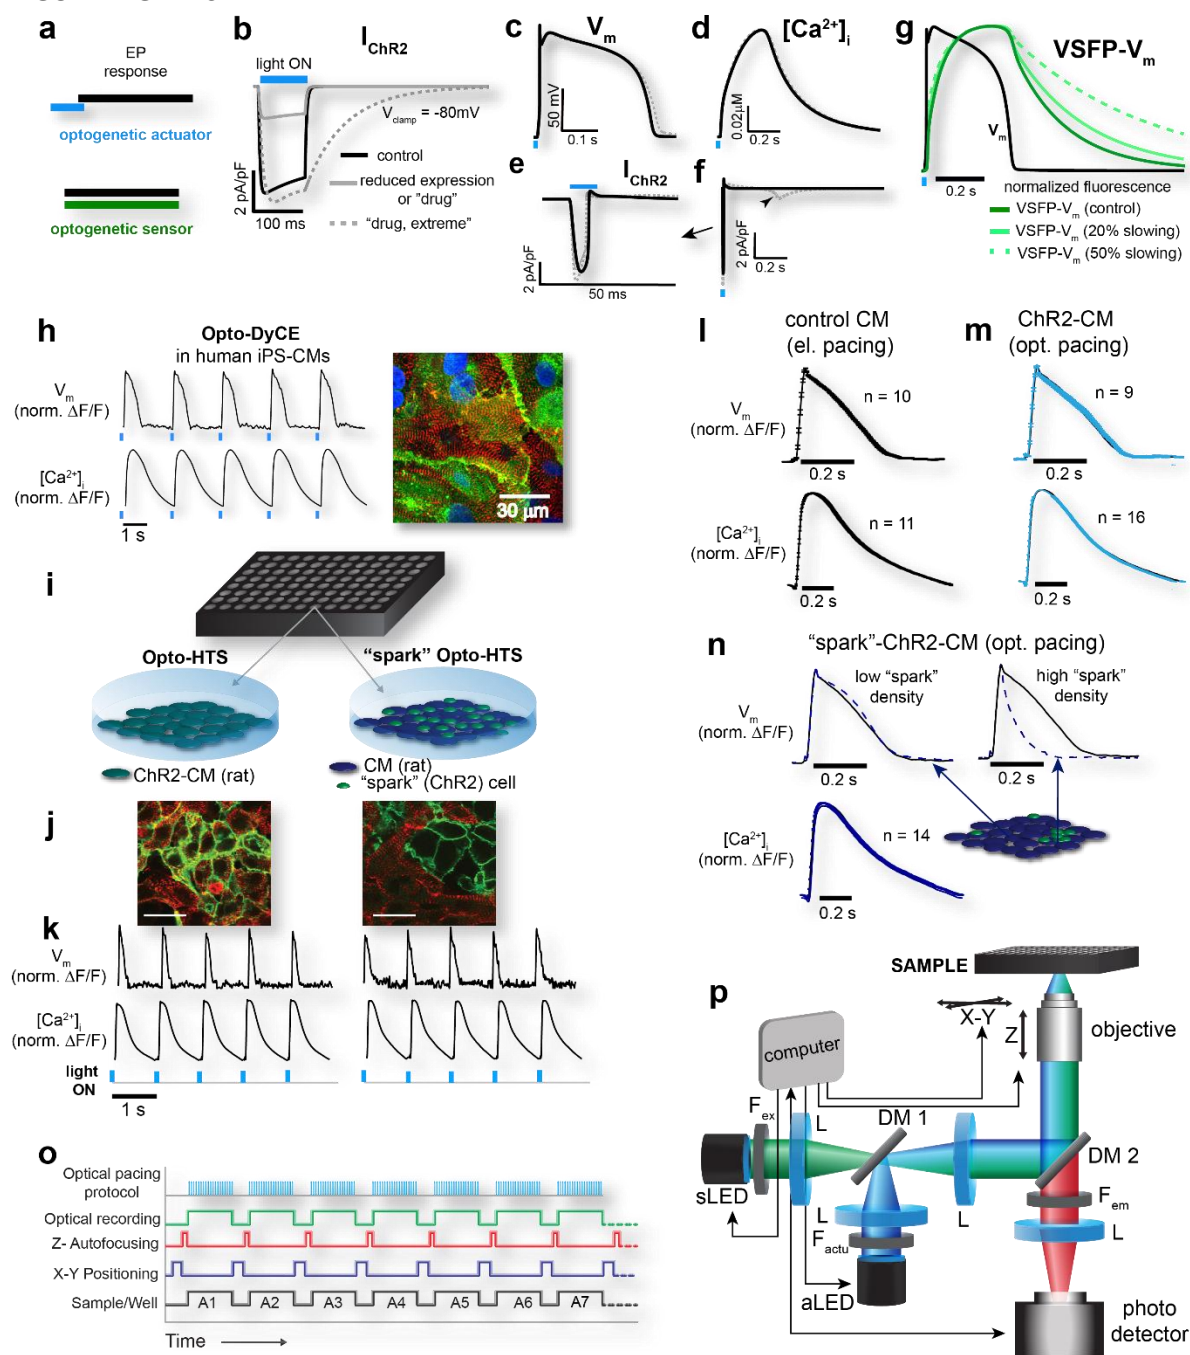 a
EP
response
optogenetic actuator
optogenetic sensor
b
I_ChR2
light ON
V_clamp = -80mV
control
reduced expression
or "drug"
"drug, extreme"
2 pA/pF
100 ms
c
V_m
50 mV
0.1 s
d
[Ca²⁺]_i
0.02µM
0.2 s
e
I_ChR2
2 pA/pF
50 ms
f
2 pA/pF
0.2 s
g
VSFP-V_m
V_m
0.2 s
normalized fluorescence
VSFP-V_m (control)
VSFP-V_m (20% slowing)
VSFP-V_m (50% slowing)
h
Opto-DyCE
in human iPS-CMs
V_m
(norm. ΔF/F)
[Ca²⁺]_i
(norm. ΔF/F)
1 s
30 µm
i
Opto-HTS
"spark" Opto-HTS
ChR2-CM (rat)
CM (rat)
"spark" (ChR2) cell
j
k
V_m
(norm. ΔF/F)
[Ca²⁺]_i
(norm. ΔF/F)
light
ON
1 s
l
control CM
(el. pacing)
V_m
(norm. ΔF/F)
n = 10
0.2 s
[Ca²⁺]_i
(norm. ΔF/F)
n = 11
0.2 s
m
ChR2-CM
(opt. pacing)
n = 9
0.2 s
n = 16
0.2 s
n
"spark"-ChR2-CM (opt. pacing)
low "spark"
density
high "spark"
density
V_m
(norm. ΔF/F)
0.2 s
0.2 s
[Ca²⁺]_i
(norm. ΔF/F)
n = 14
0.2 s
o
Optical pacing
protocol
Optical recording
Z- Autofocusing
X-Y Positioning
Sample/Well
A1
A2
A3
A4
A5
A6
A7
Time
p
SAMPLE
X-Y
Z
objective
computer
F_ex
L
DM 1
DM 2
sLED
L
F_actu
aLED
L
F_em
L
photo
detector